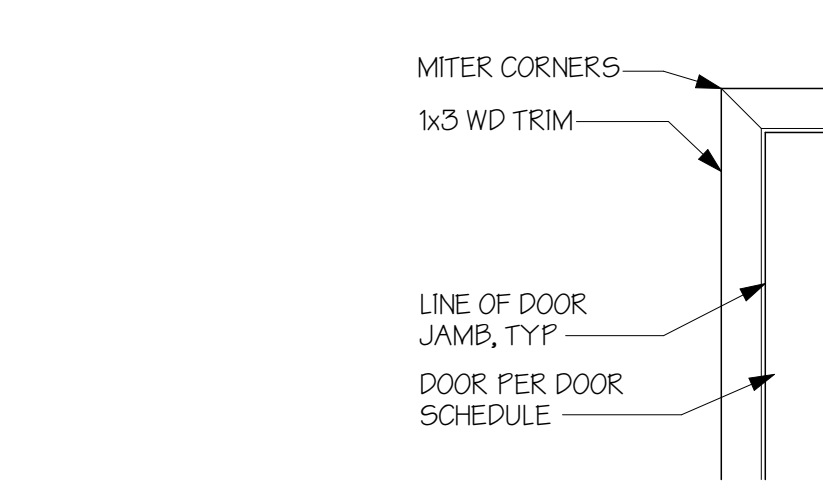 MITER CORNERS
1x3 WD TRIM
LINE OF DOOR
JAMB, TYP
DOOR PER DOOR
SCHEDULE